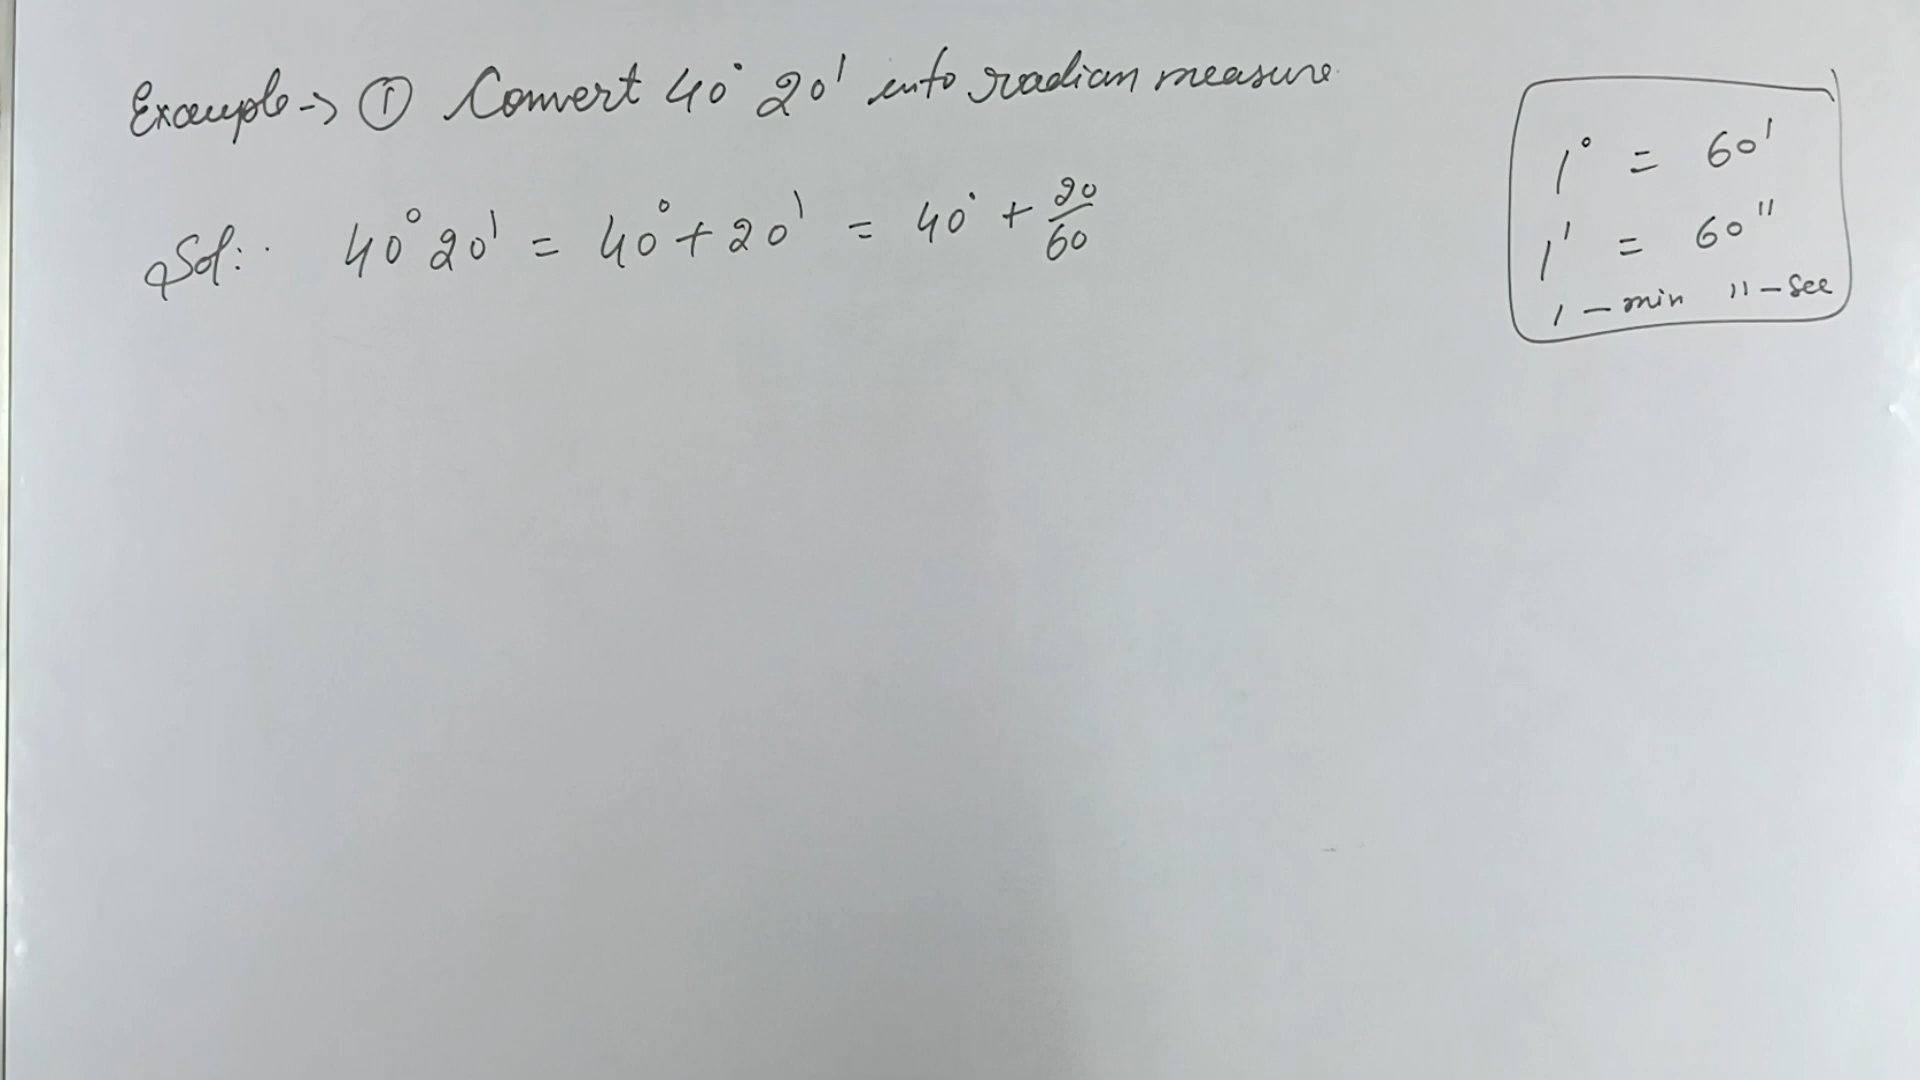 Example → ① Convert 40° 20' into radian measure.
Sol:· 40° 20' = 40° + 20' = 40° + 20/60
1° = 60'
1' = 60"
' - min " - sec